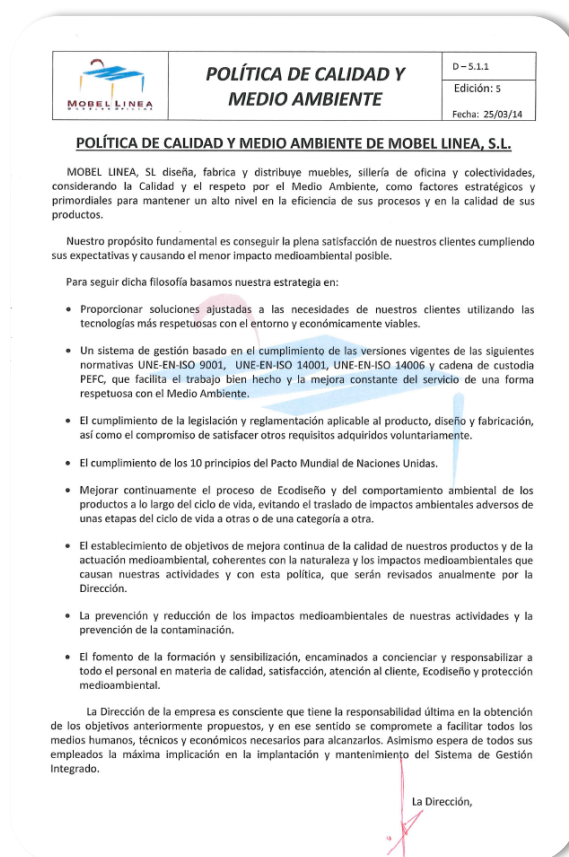 MOBEL LINEA
POLÍTICA DE CALIDAD Y
MEDIO AMBIENTE
D – 5.1.1
Edición: 5
Fecha: 25/03/14
POLÍTICA DE CALIDAD Y MEDIO AMBIENTE DE MOBEL LINEA, S.L.
MOBEL LINEA, SL diseña, fabrica y distribuye muebles, sillería de oficina y colectividades,
considerando la Calidad y el respeto por el Medio Ambiente, como factores estratégicos y
primordiales para mantener un alto nivel en la eficiencia de sus procesos y en la calidad de sus
productos.
Nuestro propósito fundamental es conseguir la plena satisfacción de nuestros clientes cumpliendo
sus expectativas y causando el menor impacto medioambiental posible.
Para seguir dicha filosofía basamos nuestra estrategia en:
• Proporcionar soluciones ajustadas a las necesidades de nuestros clientes utilizando las
tecnologías más respetuosas con el entorno y económicamente viables.
• Un sistema de gestión basado en el cumplimiento de las versiones vigentes de las siguientes
normativas UNE-EN-ISO 9001, UNE-EN-ISO 14001, UNE-EN-ISO 14006 y cadena de custodia
PEFC, que facilita el trabajo bien hecho y la mejora constante del servicio de una forma
respetuosa con el Medio Ambiente.
• El cumplimiento de la legislación y reglamentación aplicable al producto, diseño y fabricación,
así como el compromiso de satisfacer otros requisitos adquiridos voluntariamente.
• El cumplimiento de los 10 principios del Pacto Mundial de Naciones Unidas.
• Mejorar continuamente el proceso de Ecodiseño y del comportamiento ambiental de los
productos a lo largo del ciclo de vida, evitando el traslado de impactos ambientales adversos de
unas etapas del ciclo de vida a otras o de una categoría a otra.
• El establecimiento de objetivos de mejora continua de la calidad de nuestros productos y de la
actuación medioambiental, coherentes con la naturaleza y los impactos medioambientales que
causan nuestras actividades y con esta política, que serán revisados anualmente por la
Dirección.
• La prevención y reducción de los impactos medioambientales de nuestras actividades y la
prevención de la contaminación.
• El fomento de la formación y sensibilización, encaminados a concienciar y responsabilizar a
todo el personal en materia de calidad, satisfacción, atención al cliente, Ecodiseño y protección
medioambiental.
La Dirección de la empresa es consciente que tiene la responsabilidad última en la obtención
de los objetivos anteriormente propuestos, y en ese sentido se compromete a facilitar todos los
medios humanos, técnicos y económicos necesarios para alcanzarlos. Asimismo espera de todos sus
empleados la máxima implicación en la implantación y mantenimiento del Sistema de Gestión
Integrado.
La Dirección,